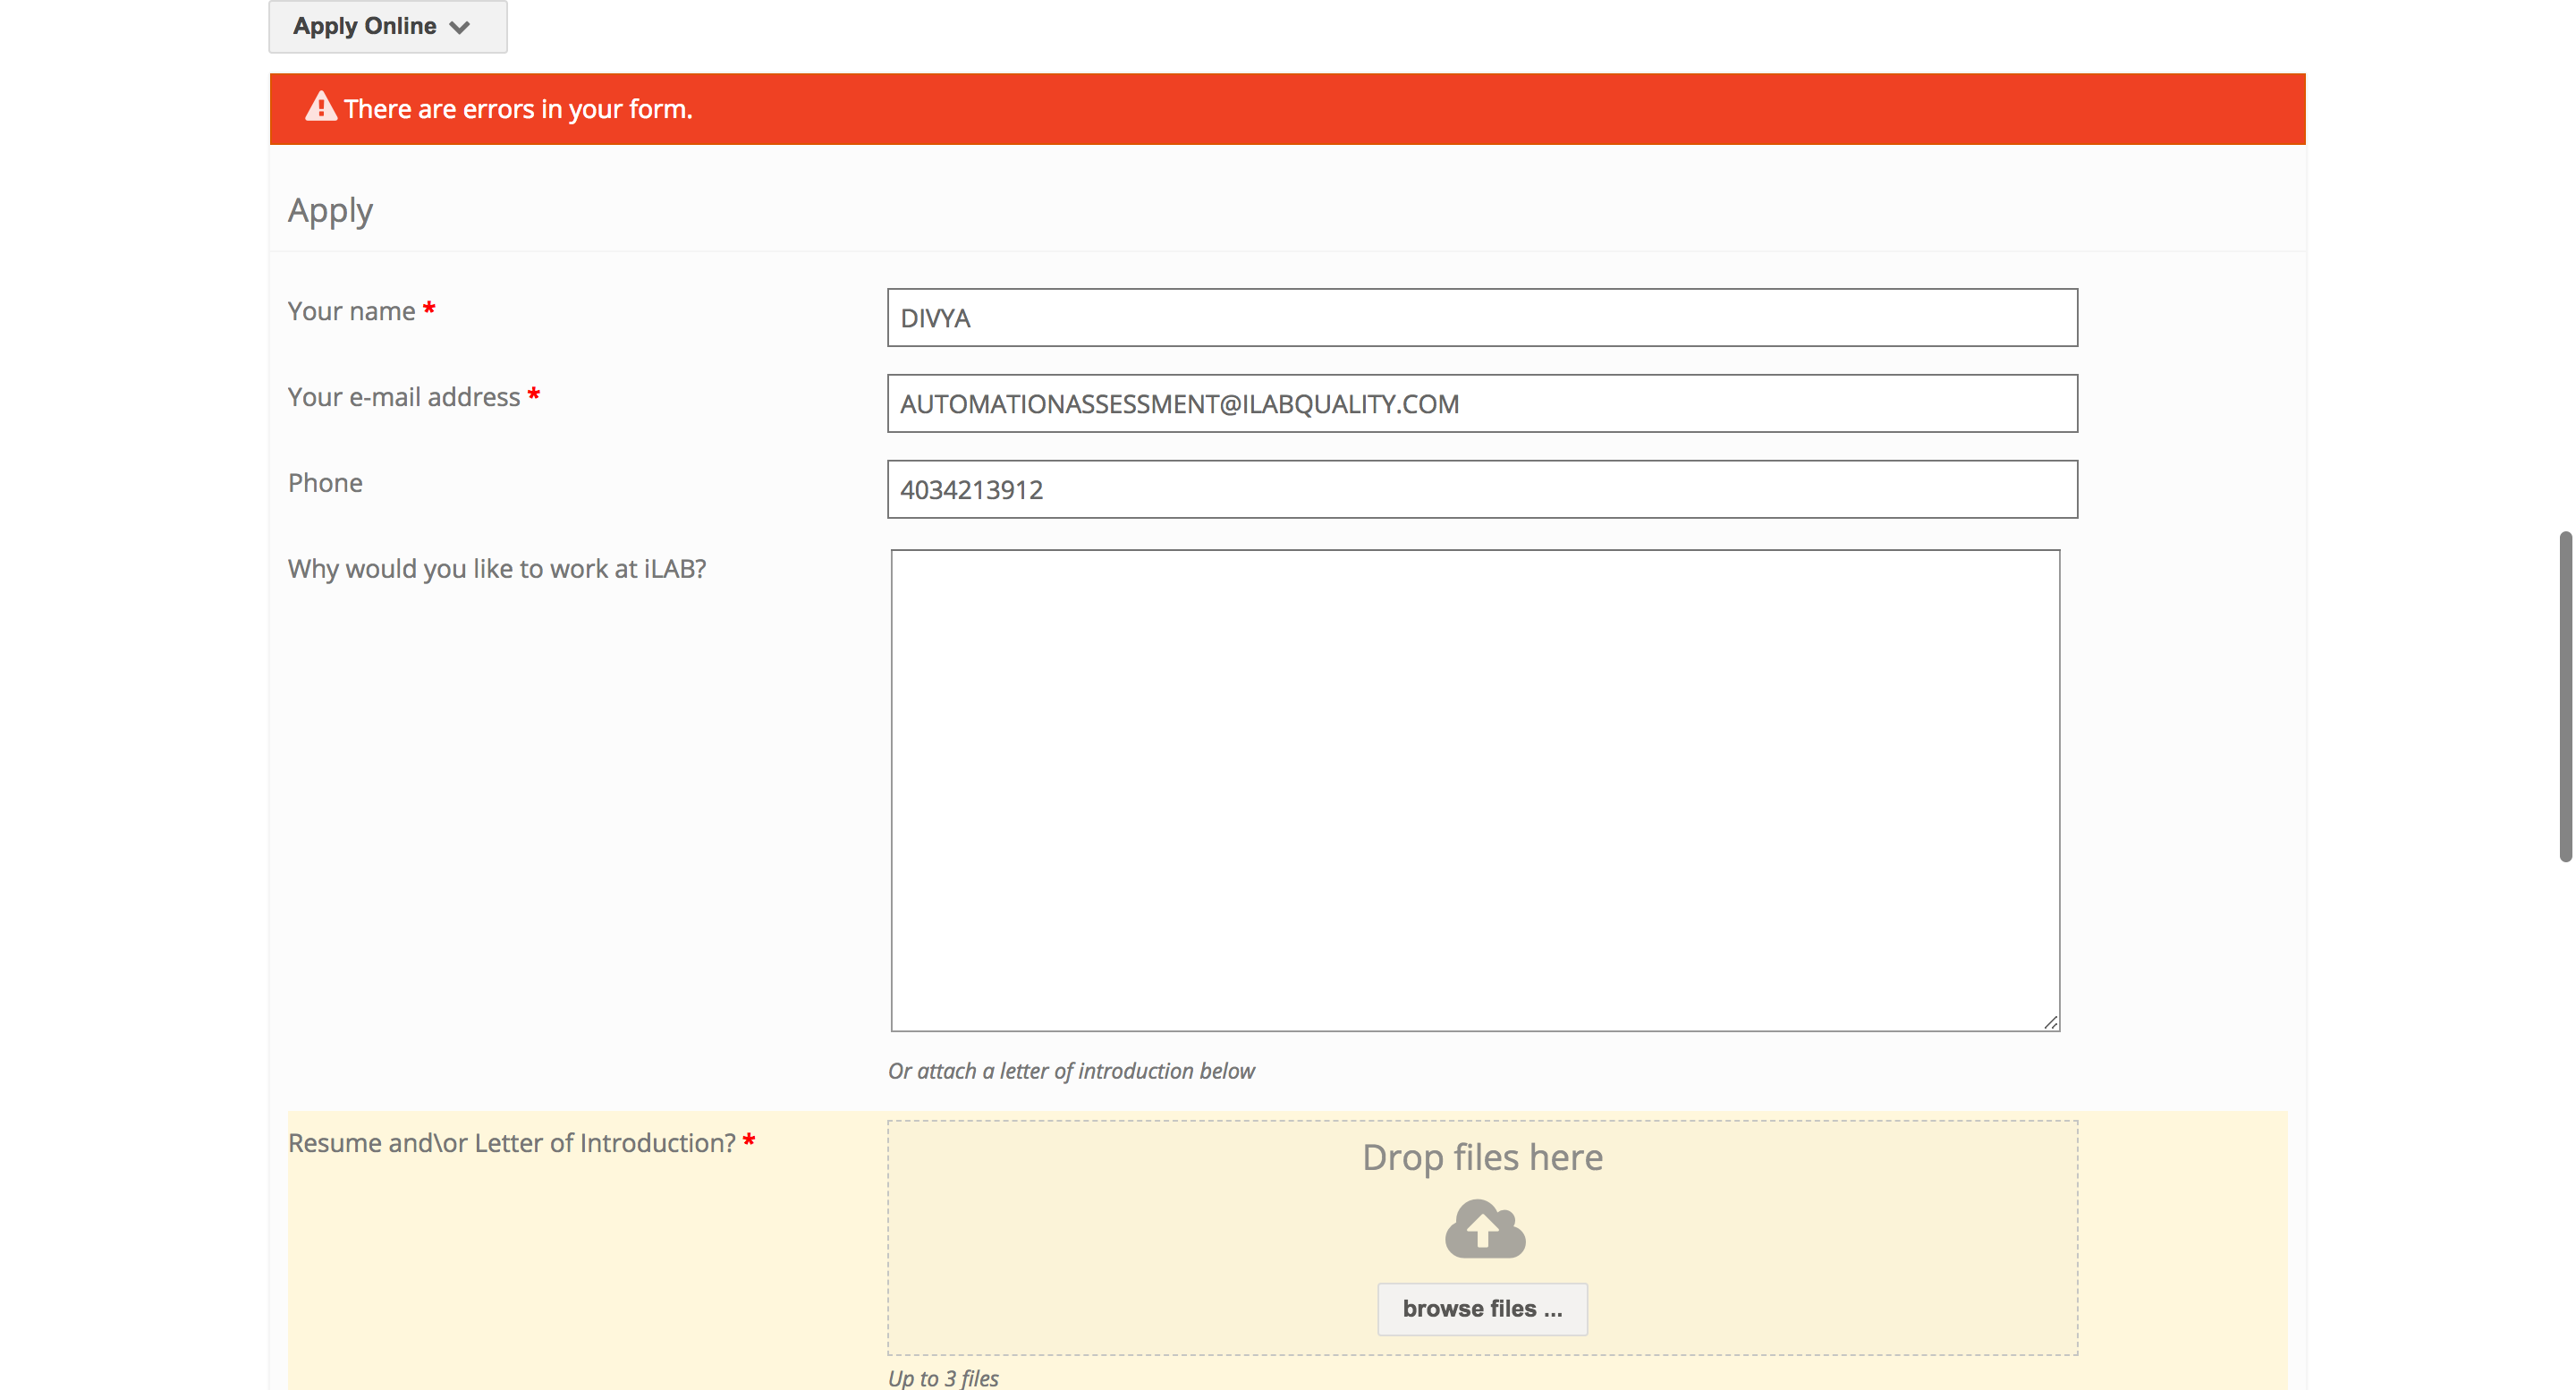 Apply Online
There are errors in your form.
Apply
Your name *
DIVYA
Your e-mail address *
AUTOMATIONASSESSMENT@ILABQUALITY.COM
Phone
4034213912
Why would you like to work at iLAB?
Or attach a letter of introduction below
Resume and\or Letter of Introduction? *
Drop files here
browse files ...
Up to 3 files